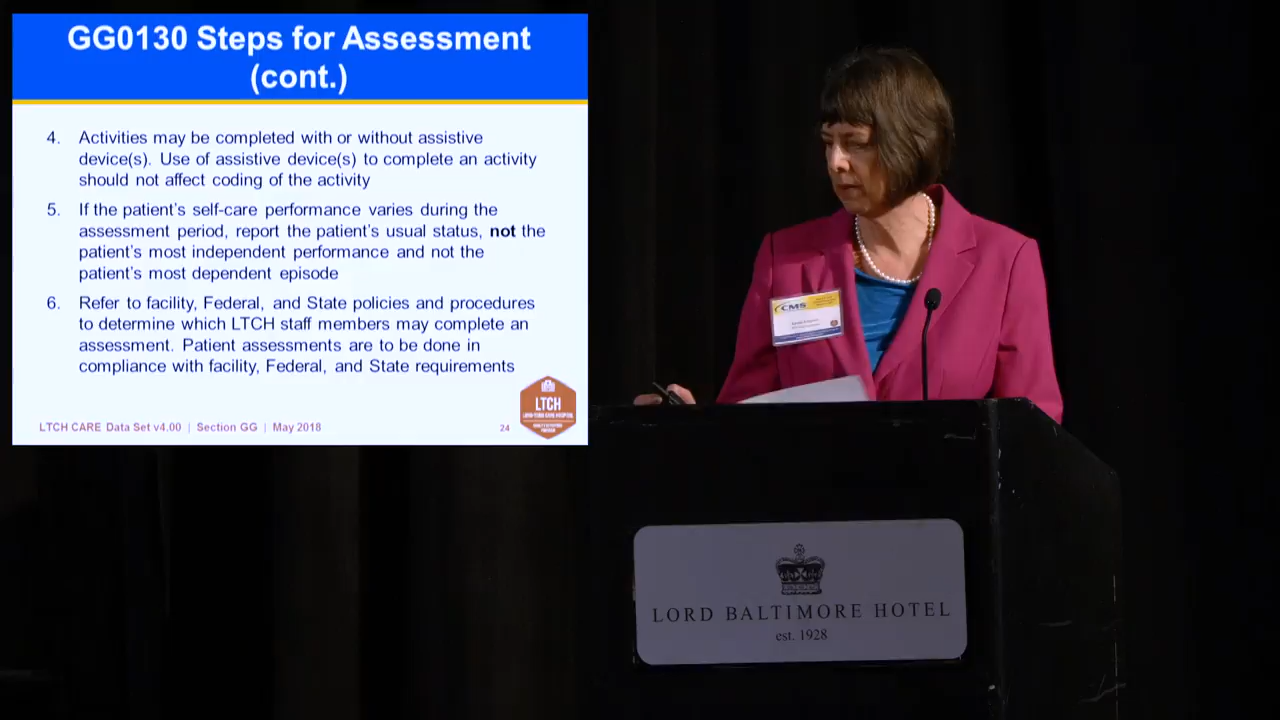 GG0130 Steps for Assessment
(cont.)
4. Activities may be completed with or without assistive
device(s). Use of assistive device(s) to complete an activity
should not affect coding of the activity
5. If the patient's self-care performance varies during the
assessment period, report the patient's usual status, not the
patient's most independent performance and not the
patient's most dependent episode
6. Refer to facility, Federal, and State policies and procedures
to determine which LTCH staff members may complete an
assessment. Patient assessments are to be done in
compliance with facility, Federal, and State requirements
LTCH
LONG-TERM CARE HOSPITAL
LTCH CARE Data Set v4.00 | Section GG | May 2018
24
CMS
LORD BALTIMORE HOTEL
est. 1928